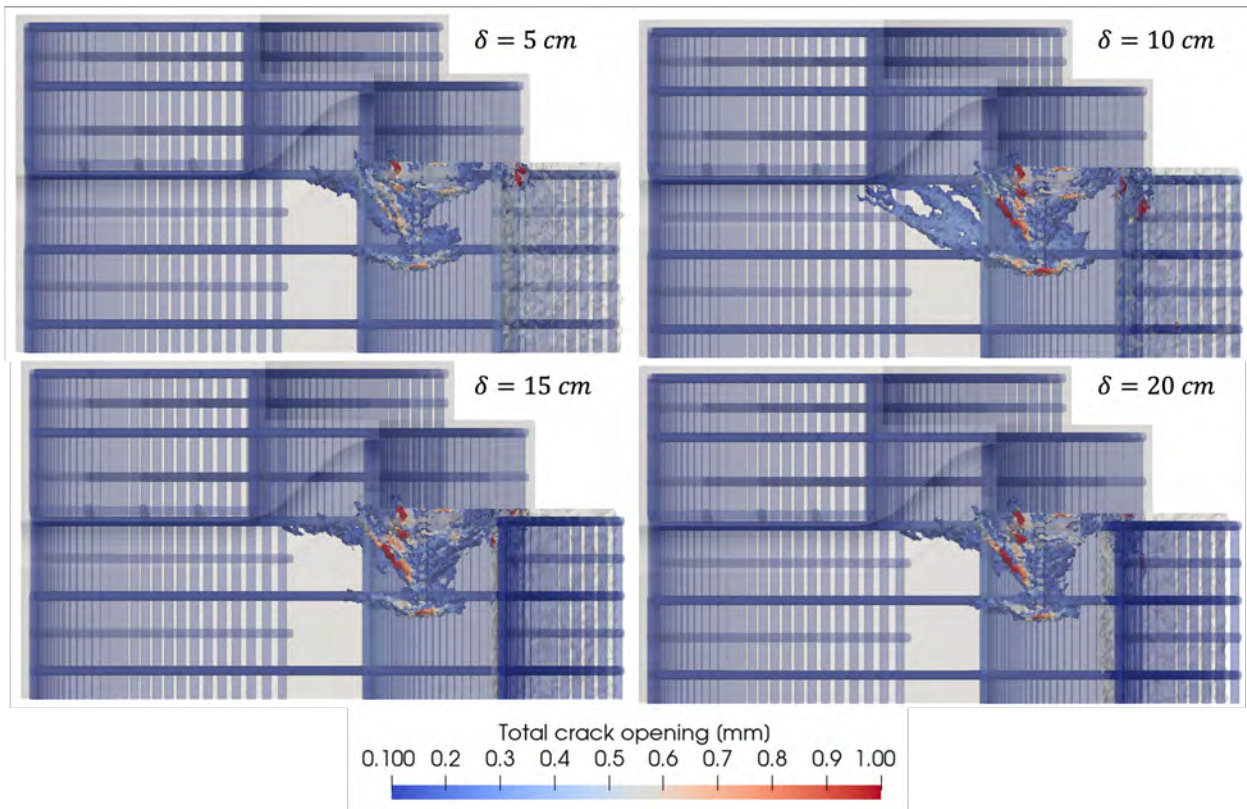 δ = 5 cm
δ = 10 cm
δ = 15 cm
δ = 20 cm
Total crack opening (mm)
0.100 0.2 0.3 0.4 0.5 0.6 0.7 0.8 0.9 1.00